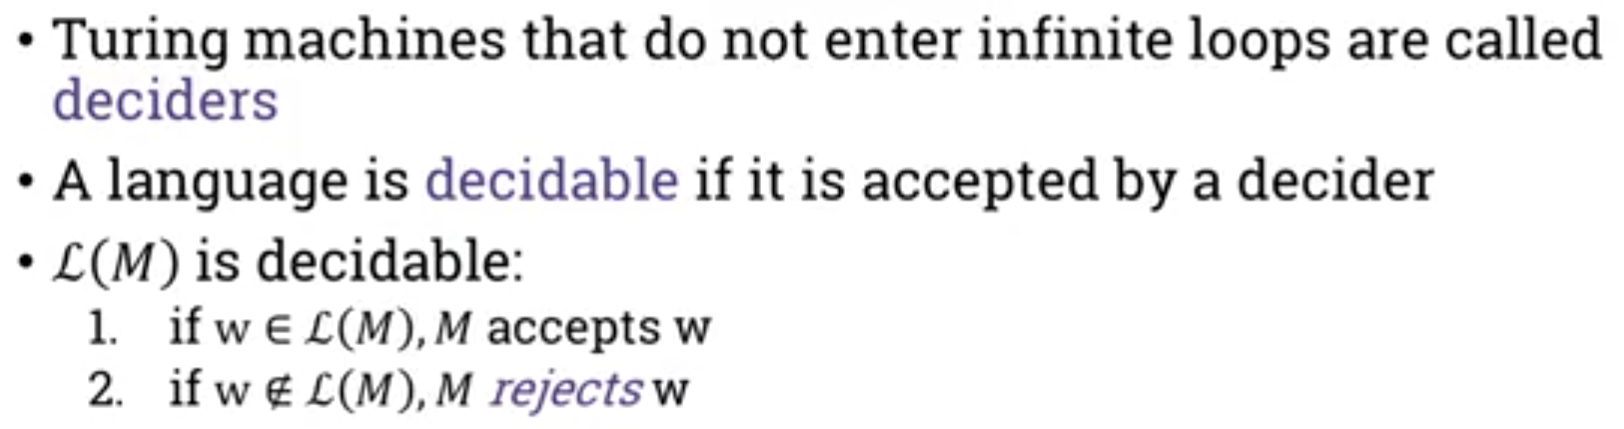 • Turing machines that do not enter infinite loops are called
deciders
• A language is decidable if it is accepted by a decider
• ℒ(M) is decidable:
1. if w ∈ ℒ(M), M accepts w
2. if w ∉ ℒ(M), M rejects w